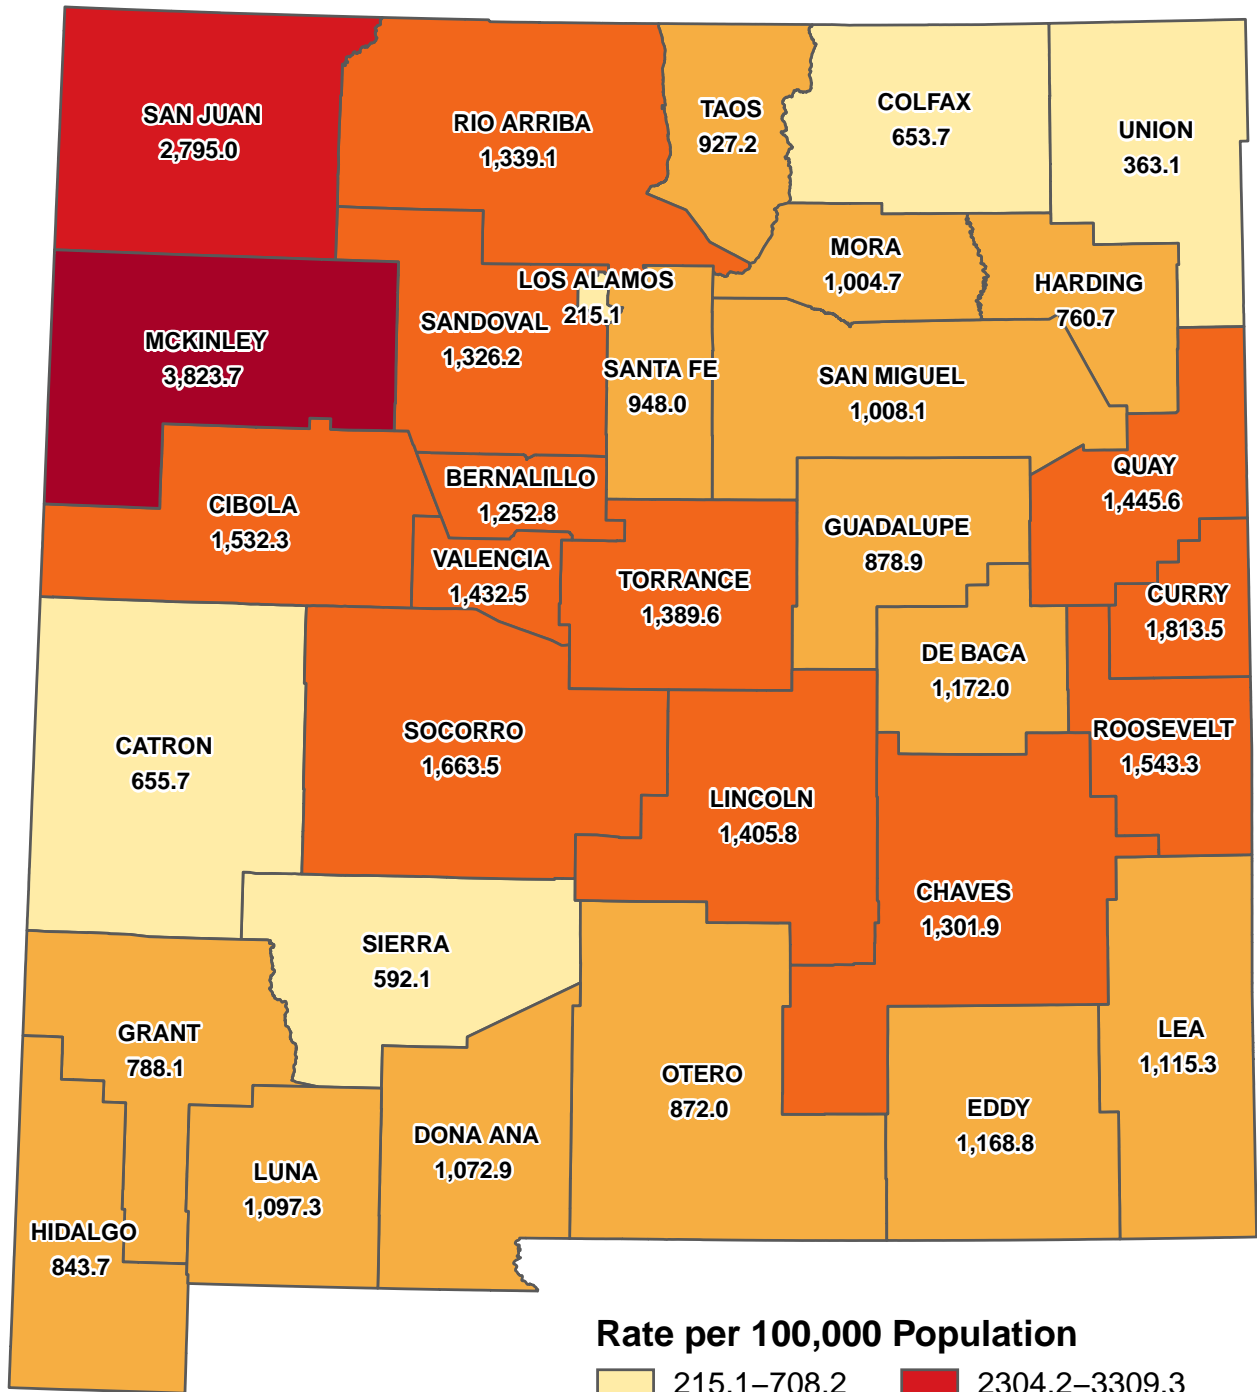 SAN JUAN
2,795.0
RIO ARRIBA
1,339.1
TAOS
927.2
COLFAX
653.7
UNION
363.1
MORA
1,004.7
HARDING
760.7
LOS ALAMOS
215.1
SANDOVAL
1,326.2
MCKINLEY
3,823.7
SANTA FE
948.0
SAN MIGUEL
1,008.1
QUAY
1,445.6
BERNALILLO
1,252.8
CIBOLA
1,532.3
GUADALUPE
878.9
VALENCIA
1,432.5
TORRANCE
1,389.6
CURRY
1,813.5
DE BACA
1,172.0
CATRON
655.7
SOCORRO
1,663.5
ROOSEVELT
1,543.3
LINCOLN
1,405.8
CHAVES
1,301.9
SIERRA
592.1
GRANT
788.1
LEA
1,115.3
OTERO
872.0
EDDY
1,168.8
DONA ANA
1,072.9
LUNA
1,097.3
HIDALGO
843.7
Rate per 100,000 Population
215.1–708.2
2304.2–3309.3